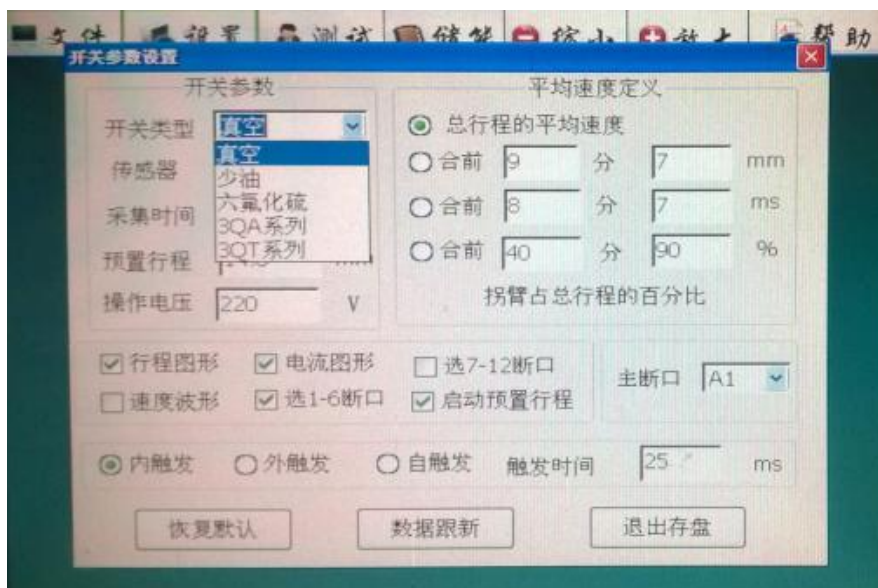 文件 设置 测试 储能 缩小 放大 帮助
开关参数设置
开关参数
开关类型 真空
真空
少油
六氟化硫
3QA系列
3QT系列
传感器
采集时间
预置行程
操作电压 220 V
平均速度定义
总行程的平均速度
合前 9 分 7 mm
合前 8 分 7 ms
合前 40 分 90 %
拐臂占总行程的百分比
行程图形 电流图形 选7-12断口
速度波形 选1-6断口 启动预置行程
主断口 A1
内触发 外触发 自触发 触发时间 25 ms
恢复默认 数据跟新 退出存盘